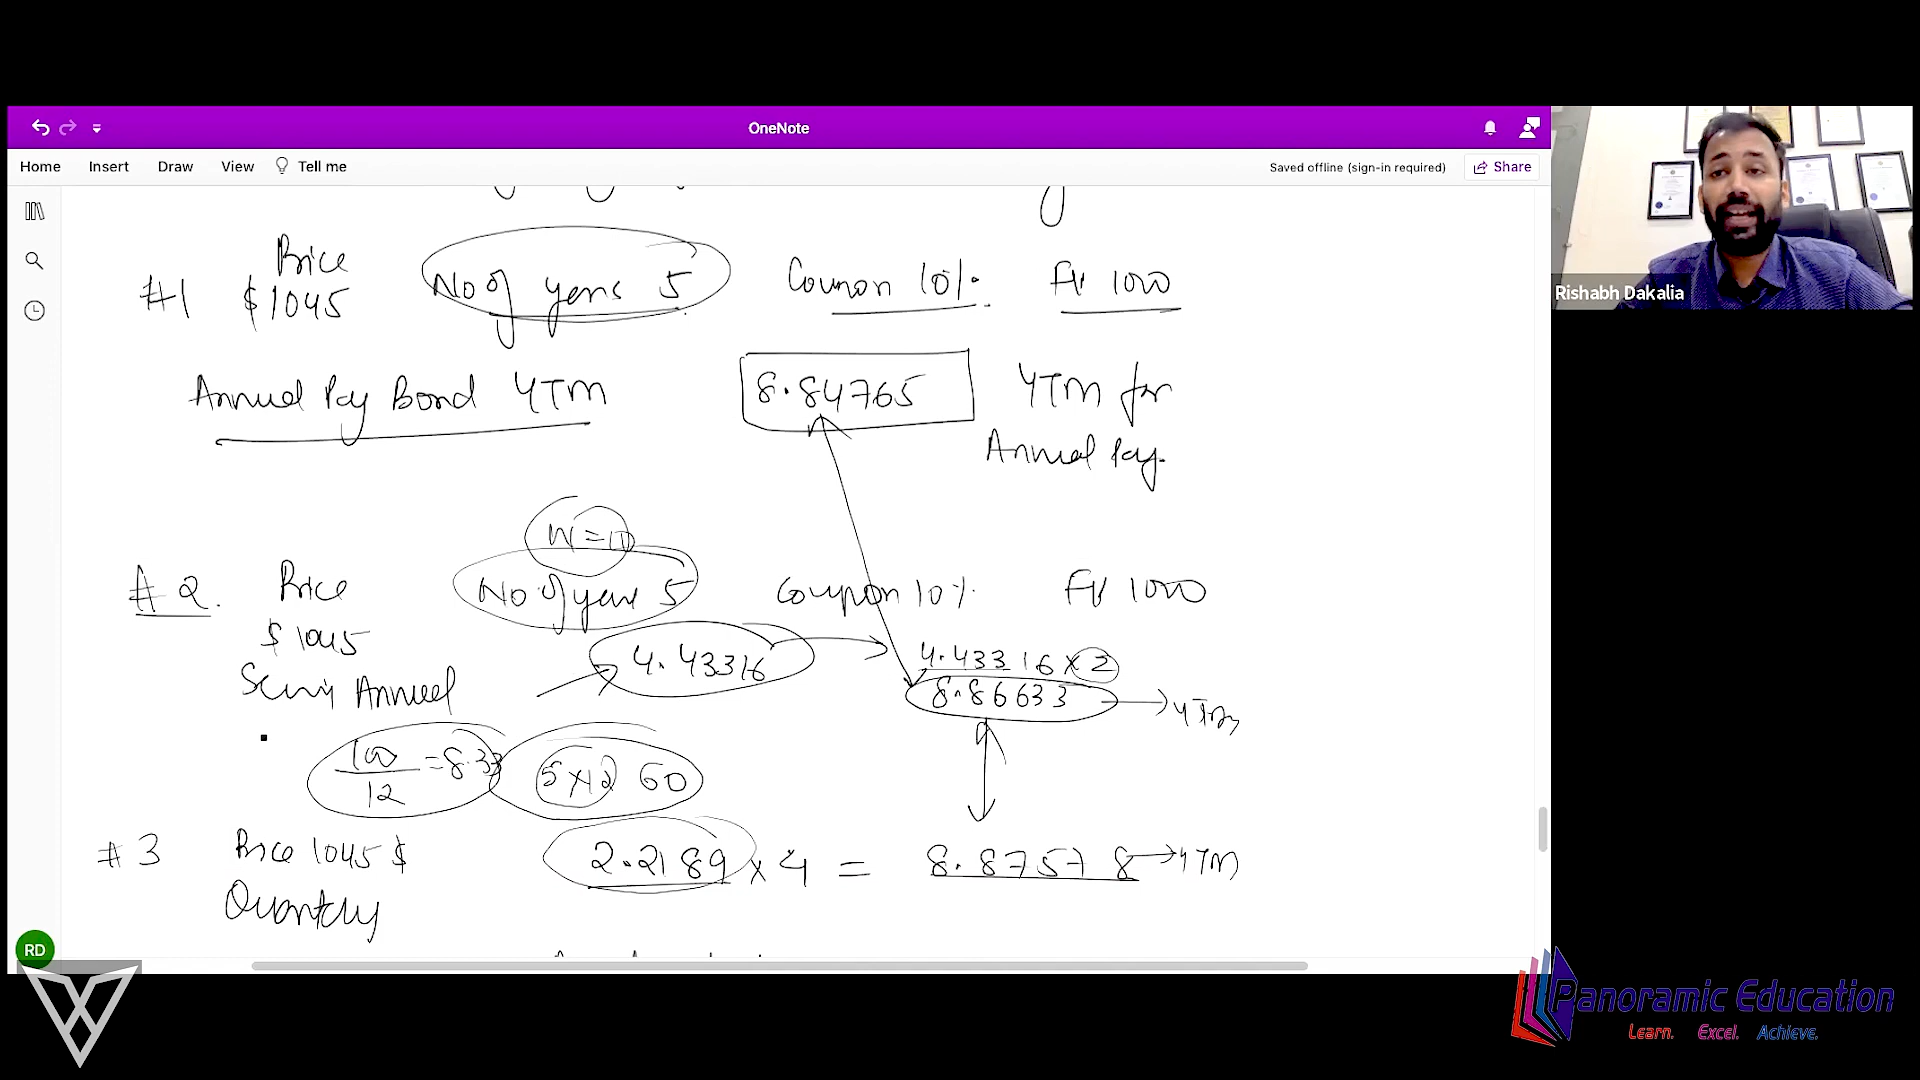 OneNote
Home Insert Draw View Tell me
Saved offline (sign-in required) Share
Rishabh Dakalia
Price
#1 $1045 No of years 5 Coupon 10% FV 1000
Annual Pay Bond YTM 8.84765 YTM for
Annual Pay.
N=10
#2. Price No of years 5 Coupon 10% FV 1000
$1045 4.43316 4.43316×2
Semi Annual 8.86633 → YTM
100/12 =8.33 5×12 60
#3 Price 1045$ 2.2189 × 4 = 8.87578 → YTM
RD
Panoramic Education
Learn. Excel. Achieve.